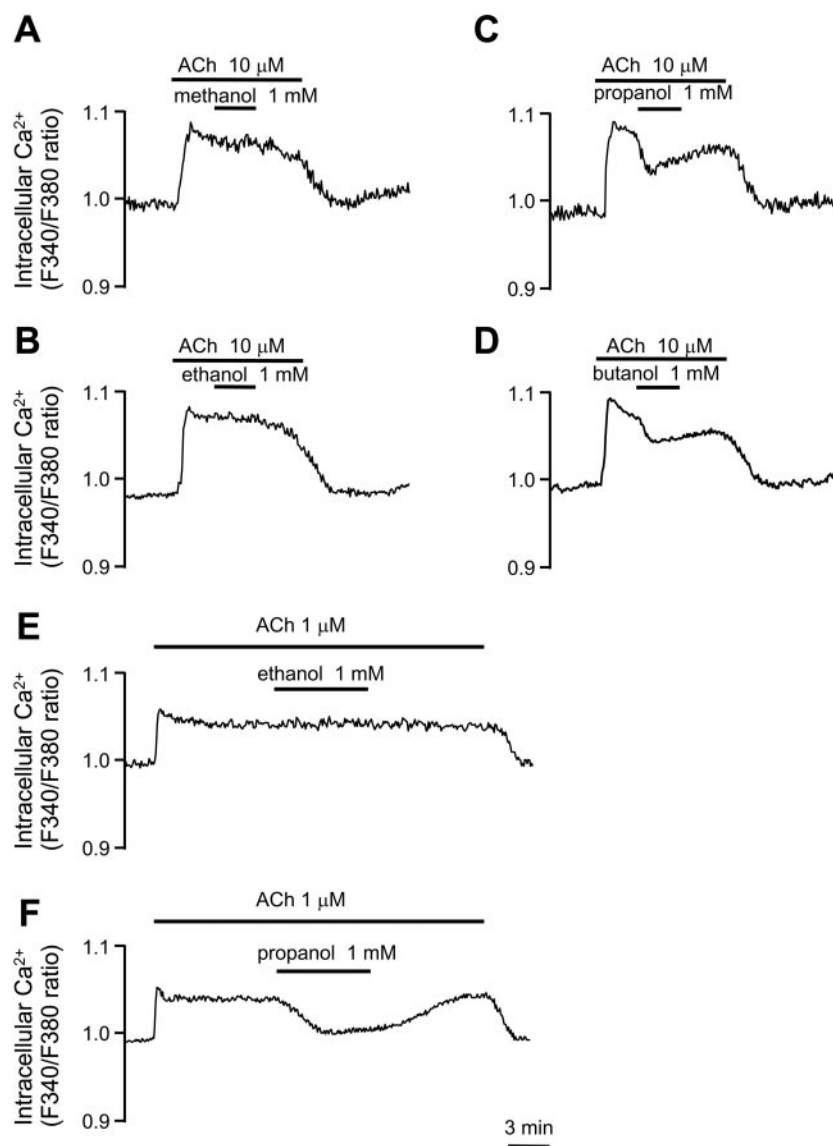 A
ACh 10 μM
methanol 1 mM
Intracellular Ca2+
(F340/F380 ratio)
1.1
1.0
0.9
C
ACh 10 μM
propanol 1 mM
1.1
1.0
0.9
B
ACh 10 μM
ethanol 1 mM
Intracellular Ca2+
(F340/F380 ratio)
1.1
1.0
0.9
D
ACh 10 μM
butanol 1 mM
1.1
1.0
0.9
E
ACh 1 μM
ethanol 1 mM
Intracellular Ca2+
(F340/F380 ratio)
1.1
1.0
0.9
F
ACh 1 μM
propanol 1 mM
Intracellular Ca2+
(F340/F380 ratio)
1.1
1.0
0.9
3 min